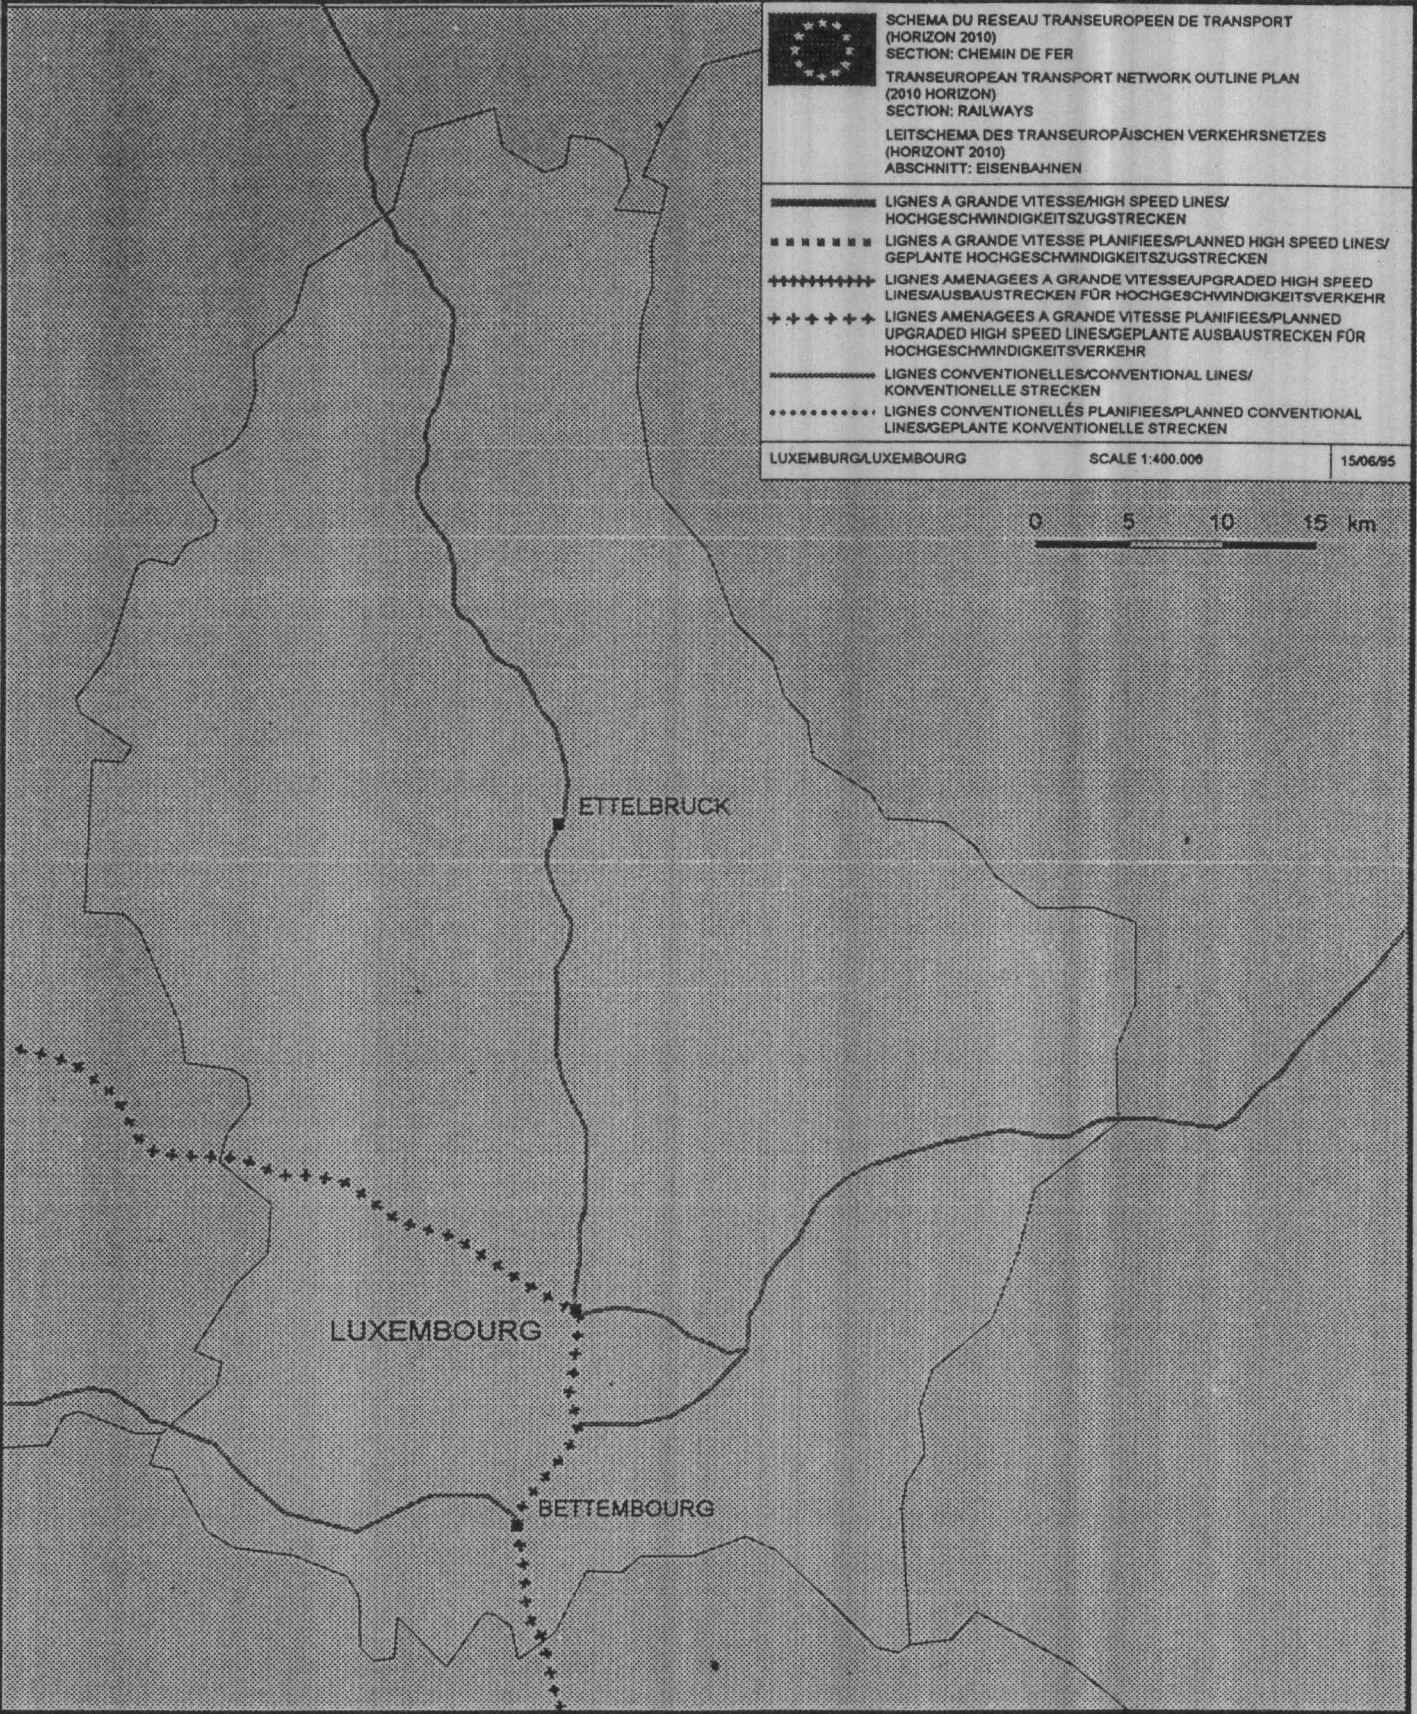 SCHEMA DU RESEAU TRANSEUROPEEN DE TRANSPORT
(HORIZON 2010)
SECTION: CHEMIN DE FER
TRANSEUROPEAN TRANSPORT NETWORK OUTLINE PLAN
(2010 HORIZON)
SECTION: RAILWAYS
LEITSCHEMA DES TRANSEUROPÄISCHEN VERKEHRSNETZES
(HORIZONT 2010)
ABSCHNITT: EISENBAHNEN
LIGNES A GRANDE VITESSE/HIGH SPEED LINES/
HOCHGESCHWINDIGKEITSZUGSTRECKEN
LIGNES A GRANDE VITESSE PLANIFIEES/PLANNED HIGH SPEED LINES/
GEPLANTE HOCHGESCHWINDIGKEITSZUGSTRECKEN
LIGNES AMENAGEES A GRANDE VITESSE/UPGRADED HIGH SPEED
LINES/AUSBAUSTRECKEN FÜR HOCHGESCHWINDIGKEITSVERKEHR
LIGNES AMENAGEES A GRANDE VITESSE PLANIFIEES/PLANNED
UPGRADED HIGH SPEED LINES/GEPLANTE AUSBAUSTRECKEN FÜR
HOCHGESCHWINDIGKEITSVERKEHR
LIGNES CONVENTIONELLES/CONVENTIONAL LINES/
KONVENTIONELLE STRECKEN
LIGNES CONVENTIONELLÉS PLANIFIEES/PLANNED CONVENTIONAL
LINES/GEPLANTE KONVENTIONELLE STRECKEN
LUXEMBURG/LUXEMBOURG SCALE 1:400.000 15/06/95
0 5 10 15 km
ETTELBRUCK
LUXEMBOURG
BETTEMBOURG